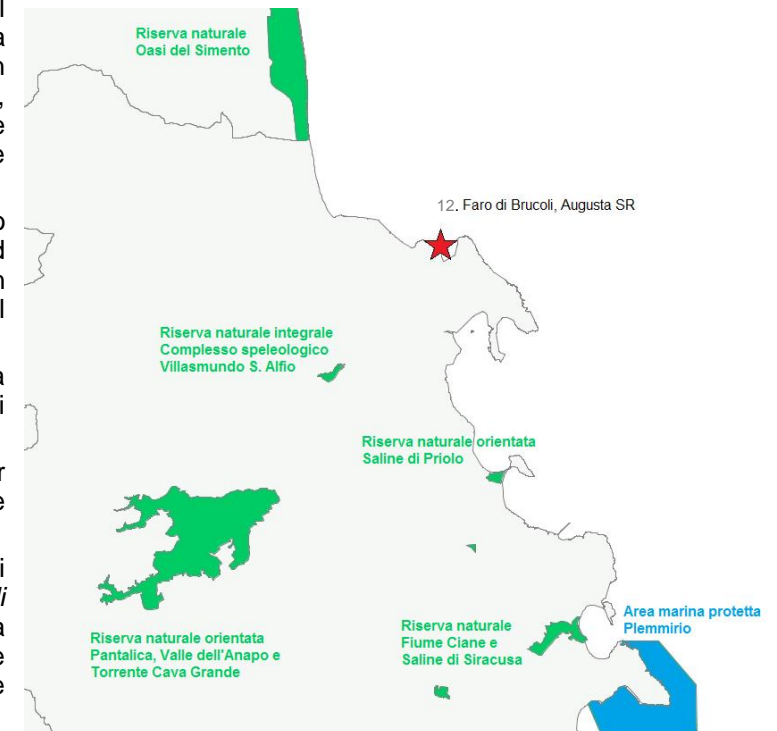 Riserva naturale
Oasi del Simento
12. Faro di Brucoli, Augusta SR
Riserva naturale integrale
Complesso speleologico
Villasmundo S. Alfio
Riserva naturale orientata
Saline di Priolo
Riserva naturale orientata
Pantalica, Valle dell'Anapo e
Torrente Cava Grande
Riserva naturale
Fiume Ciane e
Saline di Siracusa
Area marina protetta
Plemmirio